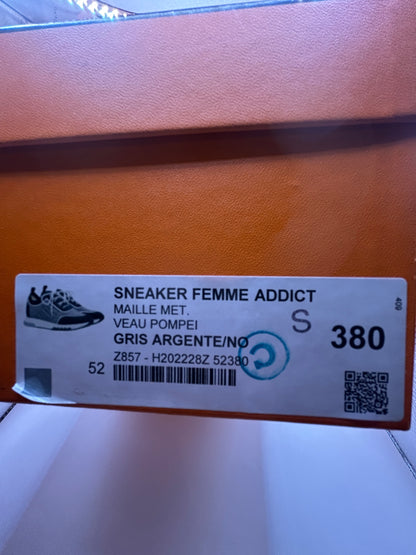 SNEAKER FEMME ADDICT
MAILLE MET.
VEAU POMPEI
GRIS ARGENTE/NO
Z857 - H202228Z 52380
52
S
380
409